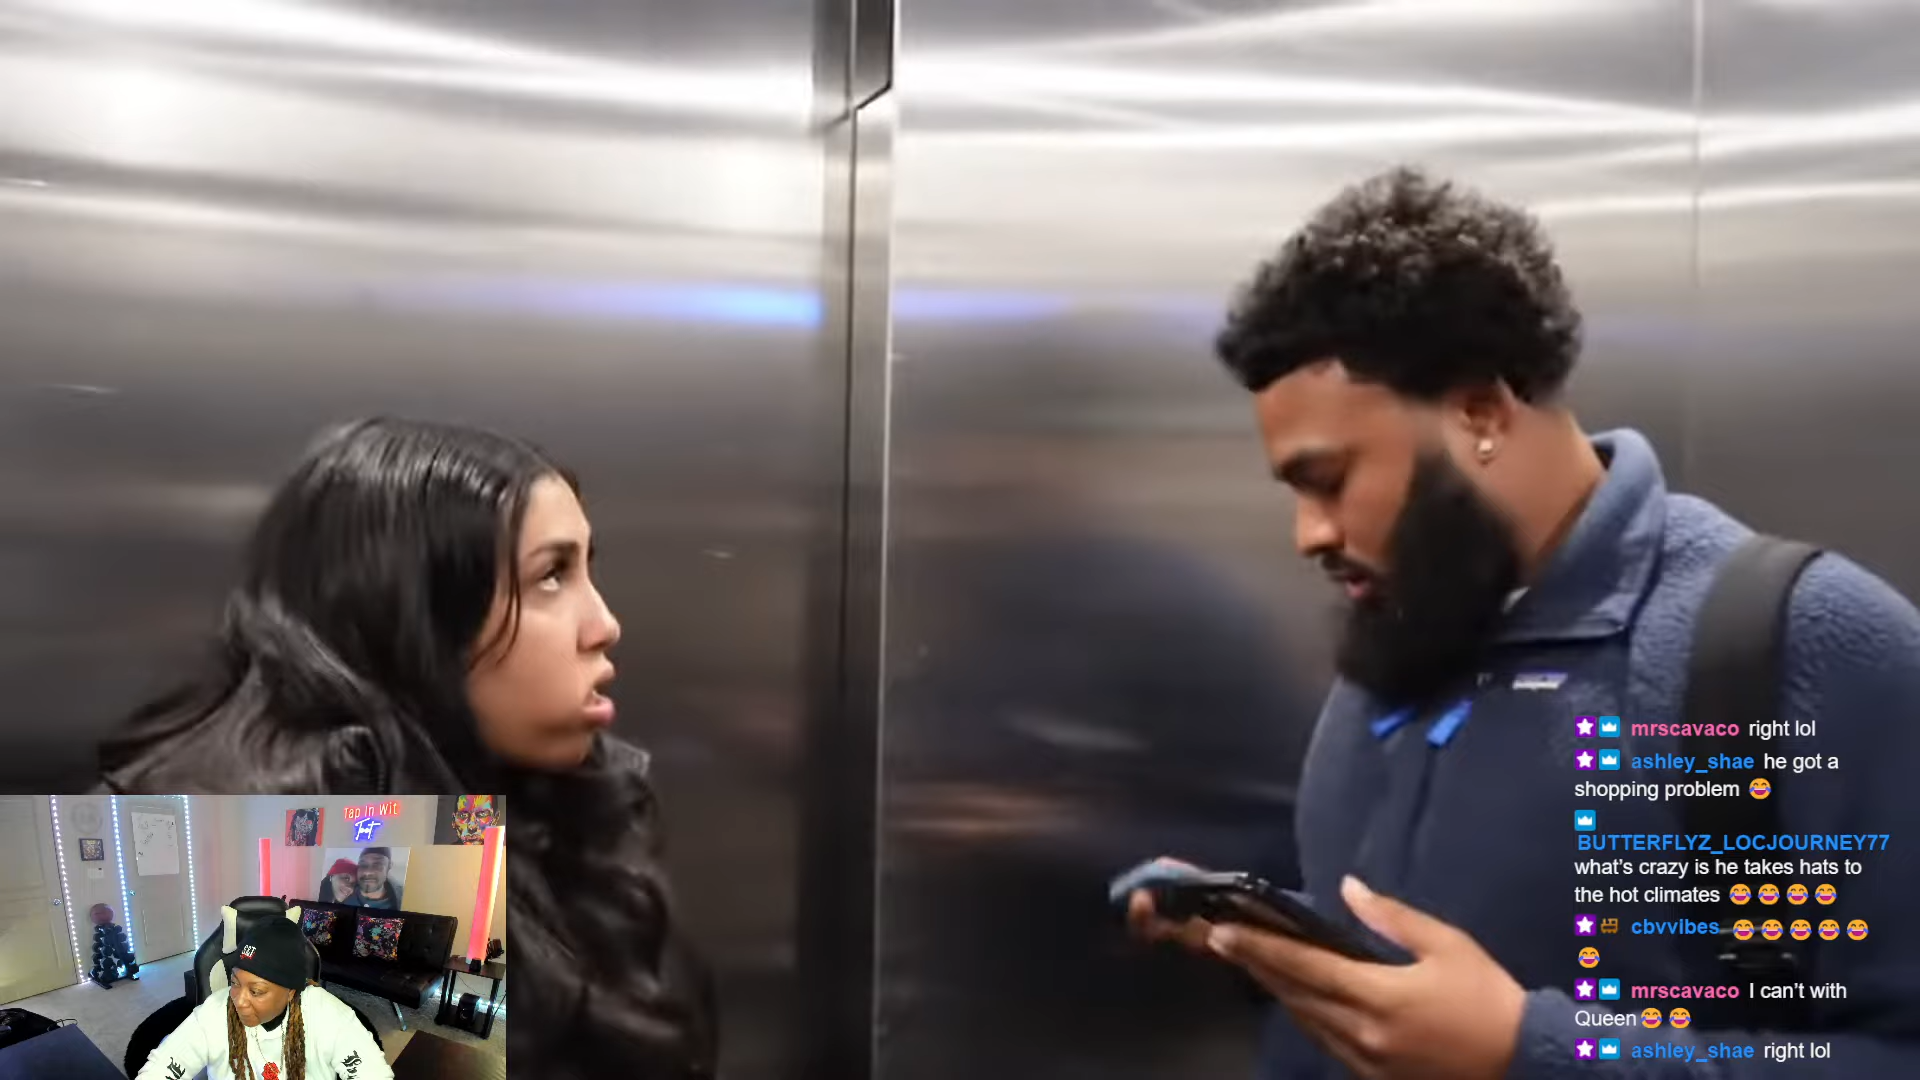 Tap In Wit
Toot
mrscavaco right lol
ashley_shae he got a
shopping problem 😂
BUTTERFLYZ_LOCJOURNEY77
what's crazy is he takes hats to
the hot climates 😂😂😂😂
cbvvibes 😂😂😂😂😂
😂
mrscavaco I can't with
Queen😂😂
ashley_shae right lol